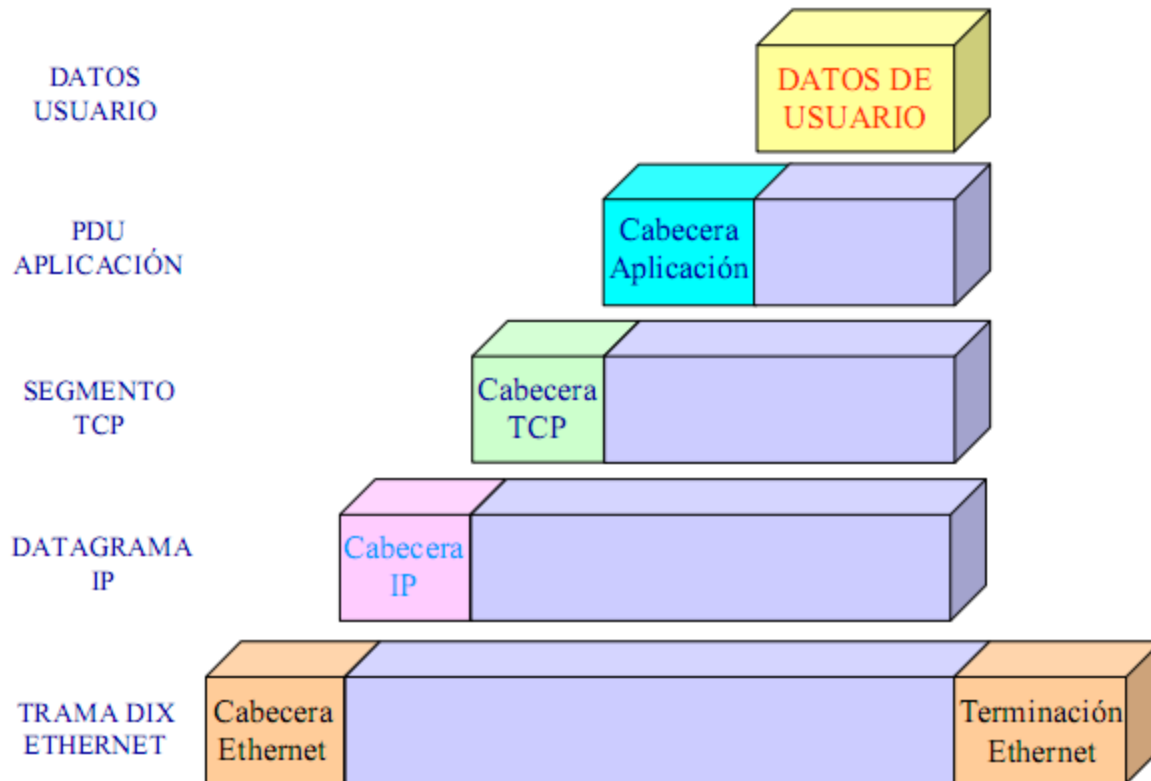 DATOS
USUARIO
DATOS DE
USUARIO
PDU
APLICACIÓN
Cabecera
Aplicación
SEGMENTO
TCP
Cabecera
TCP
DATAGRAMA
IP
Cabecera
IP
TRAMA DIX
ETHERNET
Cabecera
Ethernet
Terminación
Ethernet